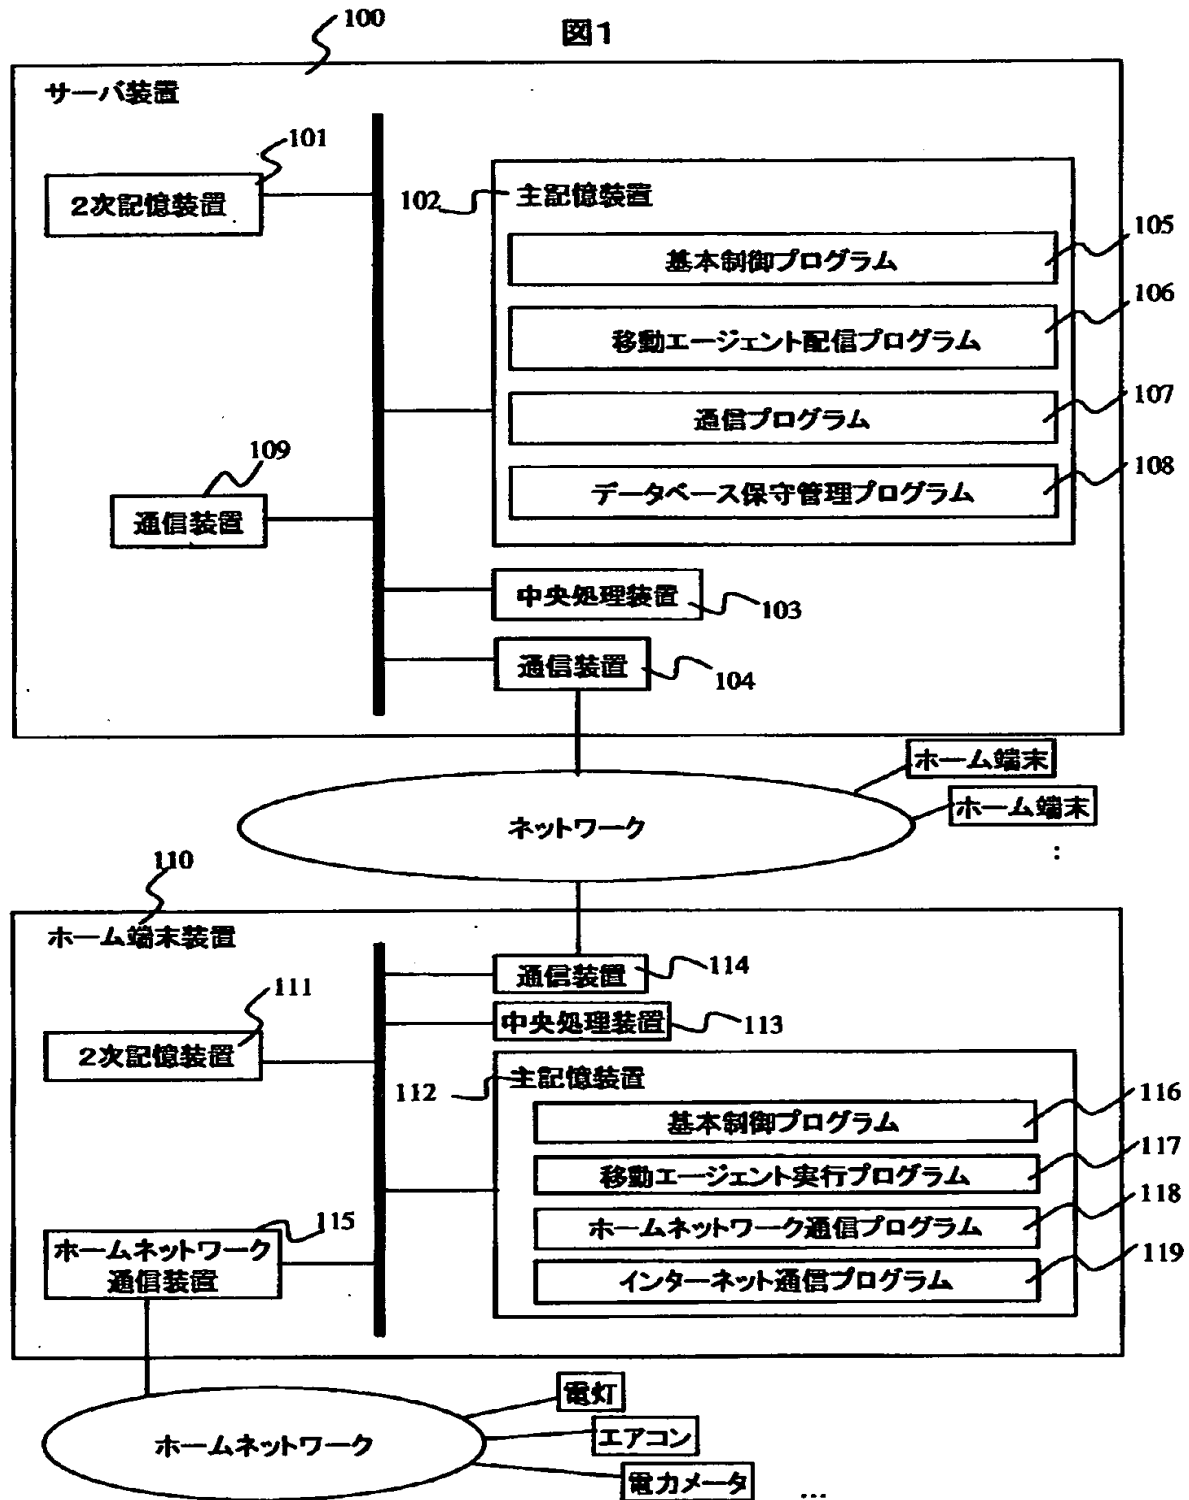 図1
100
サーバ装置
101
2次記憶装置
102
主記憶装置
105
基本制御プログラム
106
移動エージェント配信プログラム
107
通信プログラム
108
データベース保守管理プログラム
109
通信装置
中央処理装置
103
通信装置
104
ネットワーク
ホーム端末
ホーム端末
:
110
ホーム端末装置
通信装置
114
中央処理装置
113
111
2次記憶装置
112
主記憶装置
116
基本制御プログラム
117
移動エージェント実行プログラム
118
ホームネットワーク通信プログラム
119
インターネット通信プログラム
115
ホームネットワーク
通信装置
ホームネットワーク
電灯
エアコン
電力メータ
...